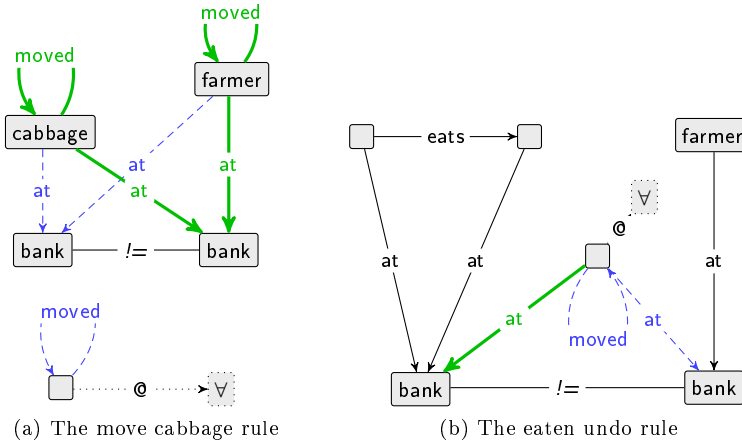 moved
moved
farmer
cabbage
at
at
at
at
bank
!=
bank
moved
@
∀
(a) The move cabbage rule
eats
farmer
∀
@
at
at
at
at
at
moved
bank
!=
bank
(b) The eaten undo rule